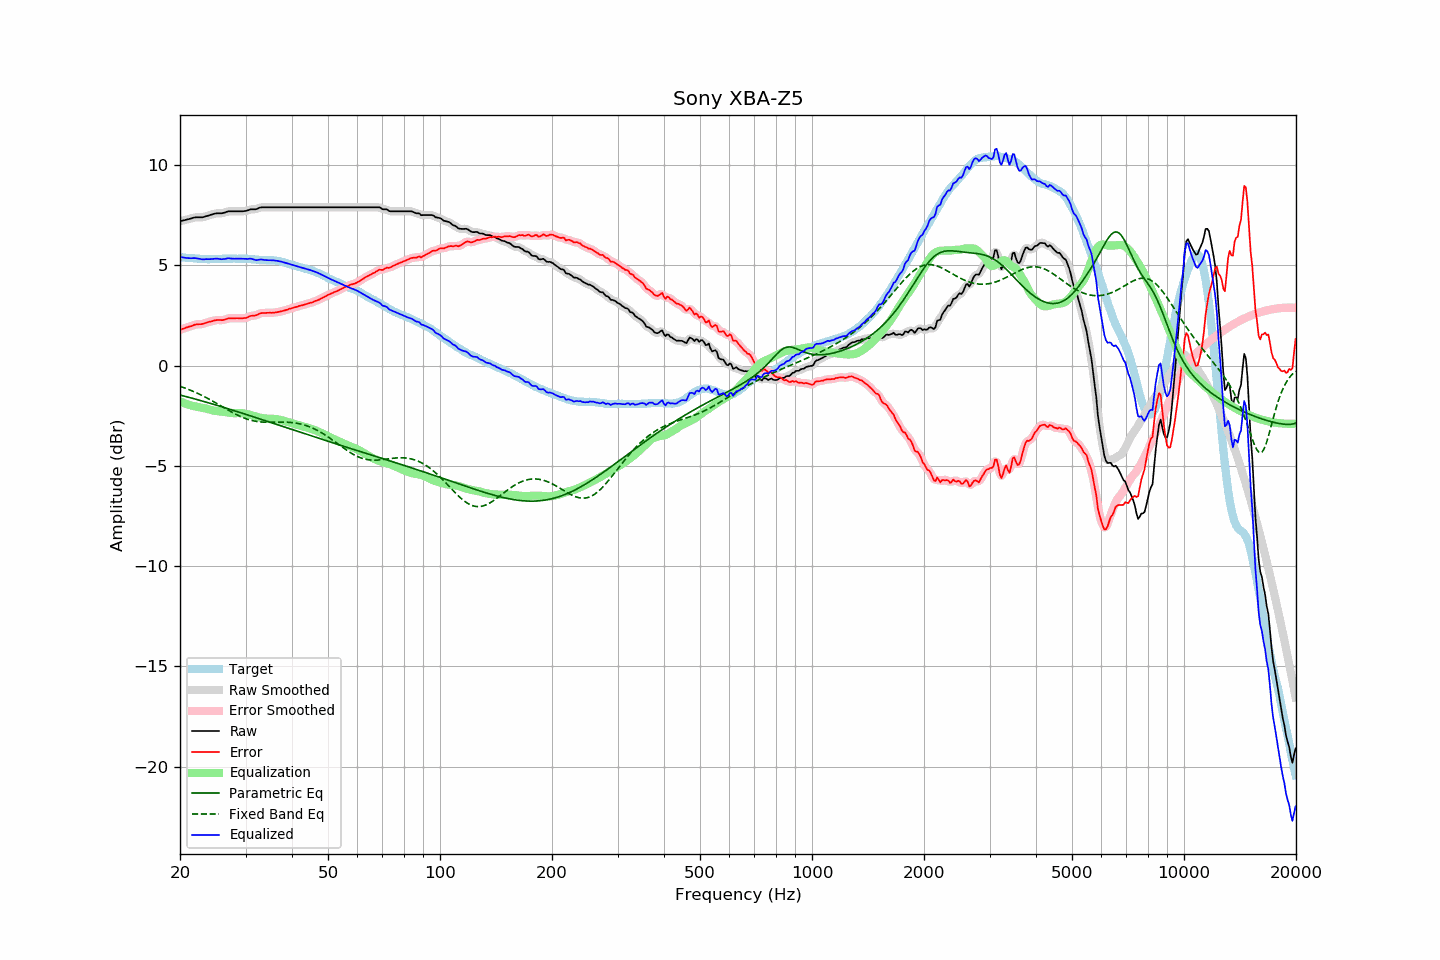 Sony XBA-Z5
Amplitude (dBr)
10
5
0
−5
−10
−15
−20
Target
Raw Smoothed
Error Smoothed
Raw
Error
Equalization
Parametric Eq
Fixed Band Eq
Equalized
20 50 100 200 500 1000 2000 5000 10000 20000
Frequency (Hz)